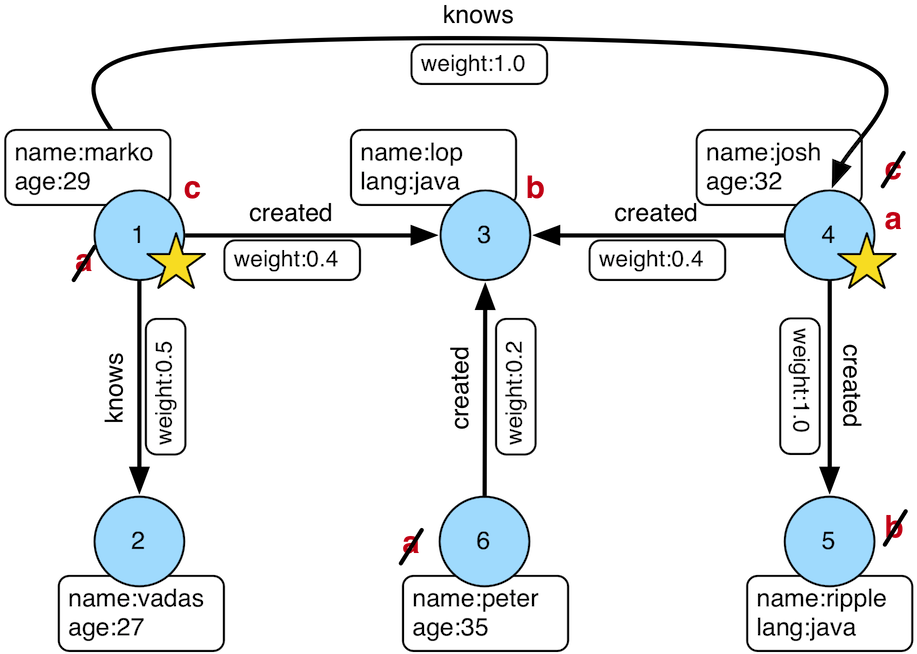 knows
weight:1.0
name:marko
age:29
name:lop
lang:java
name:josh
age:32
c
b
c
a
created
created
1
3
4
a
weight:0.4
weight:0.4
knows
weight:0.5
created
weight:0.2
weight:1.0
created
2
a
6
5
b
name:vadas
age:27
name:peter
age:35
name:ripple
lang:java